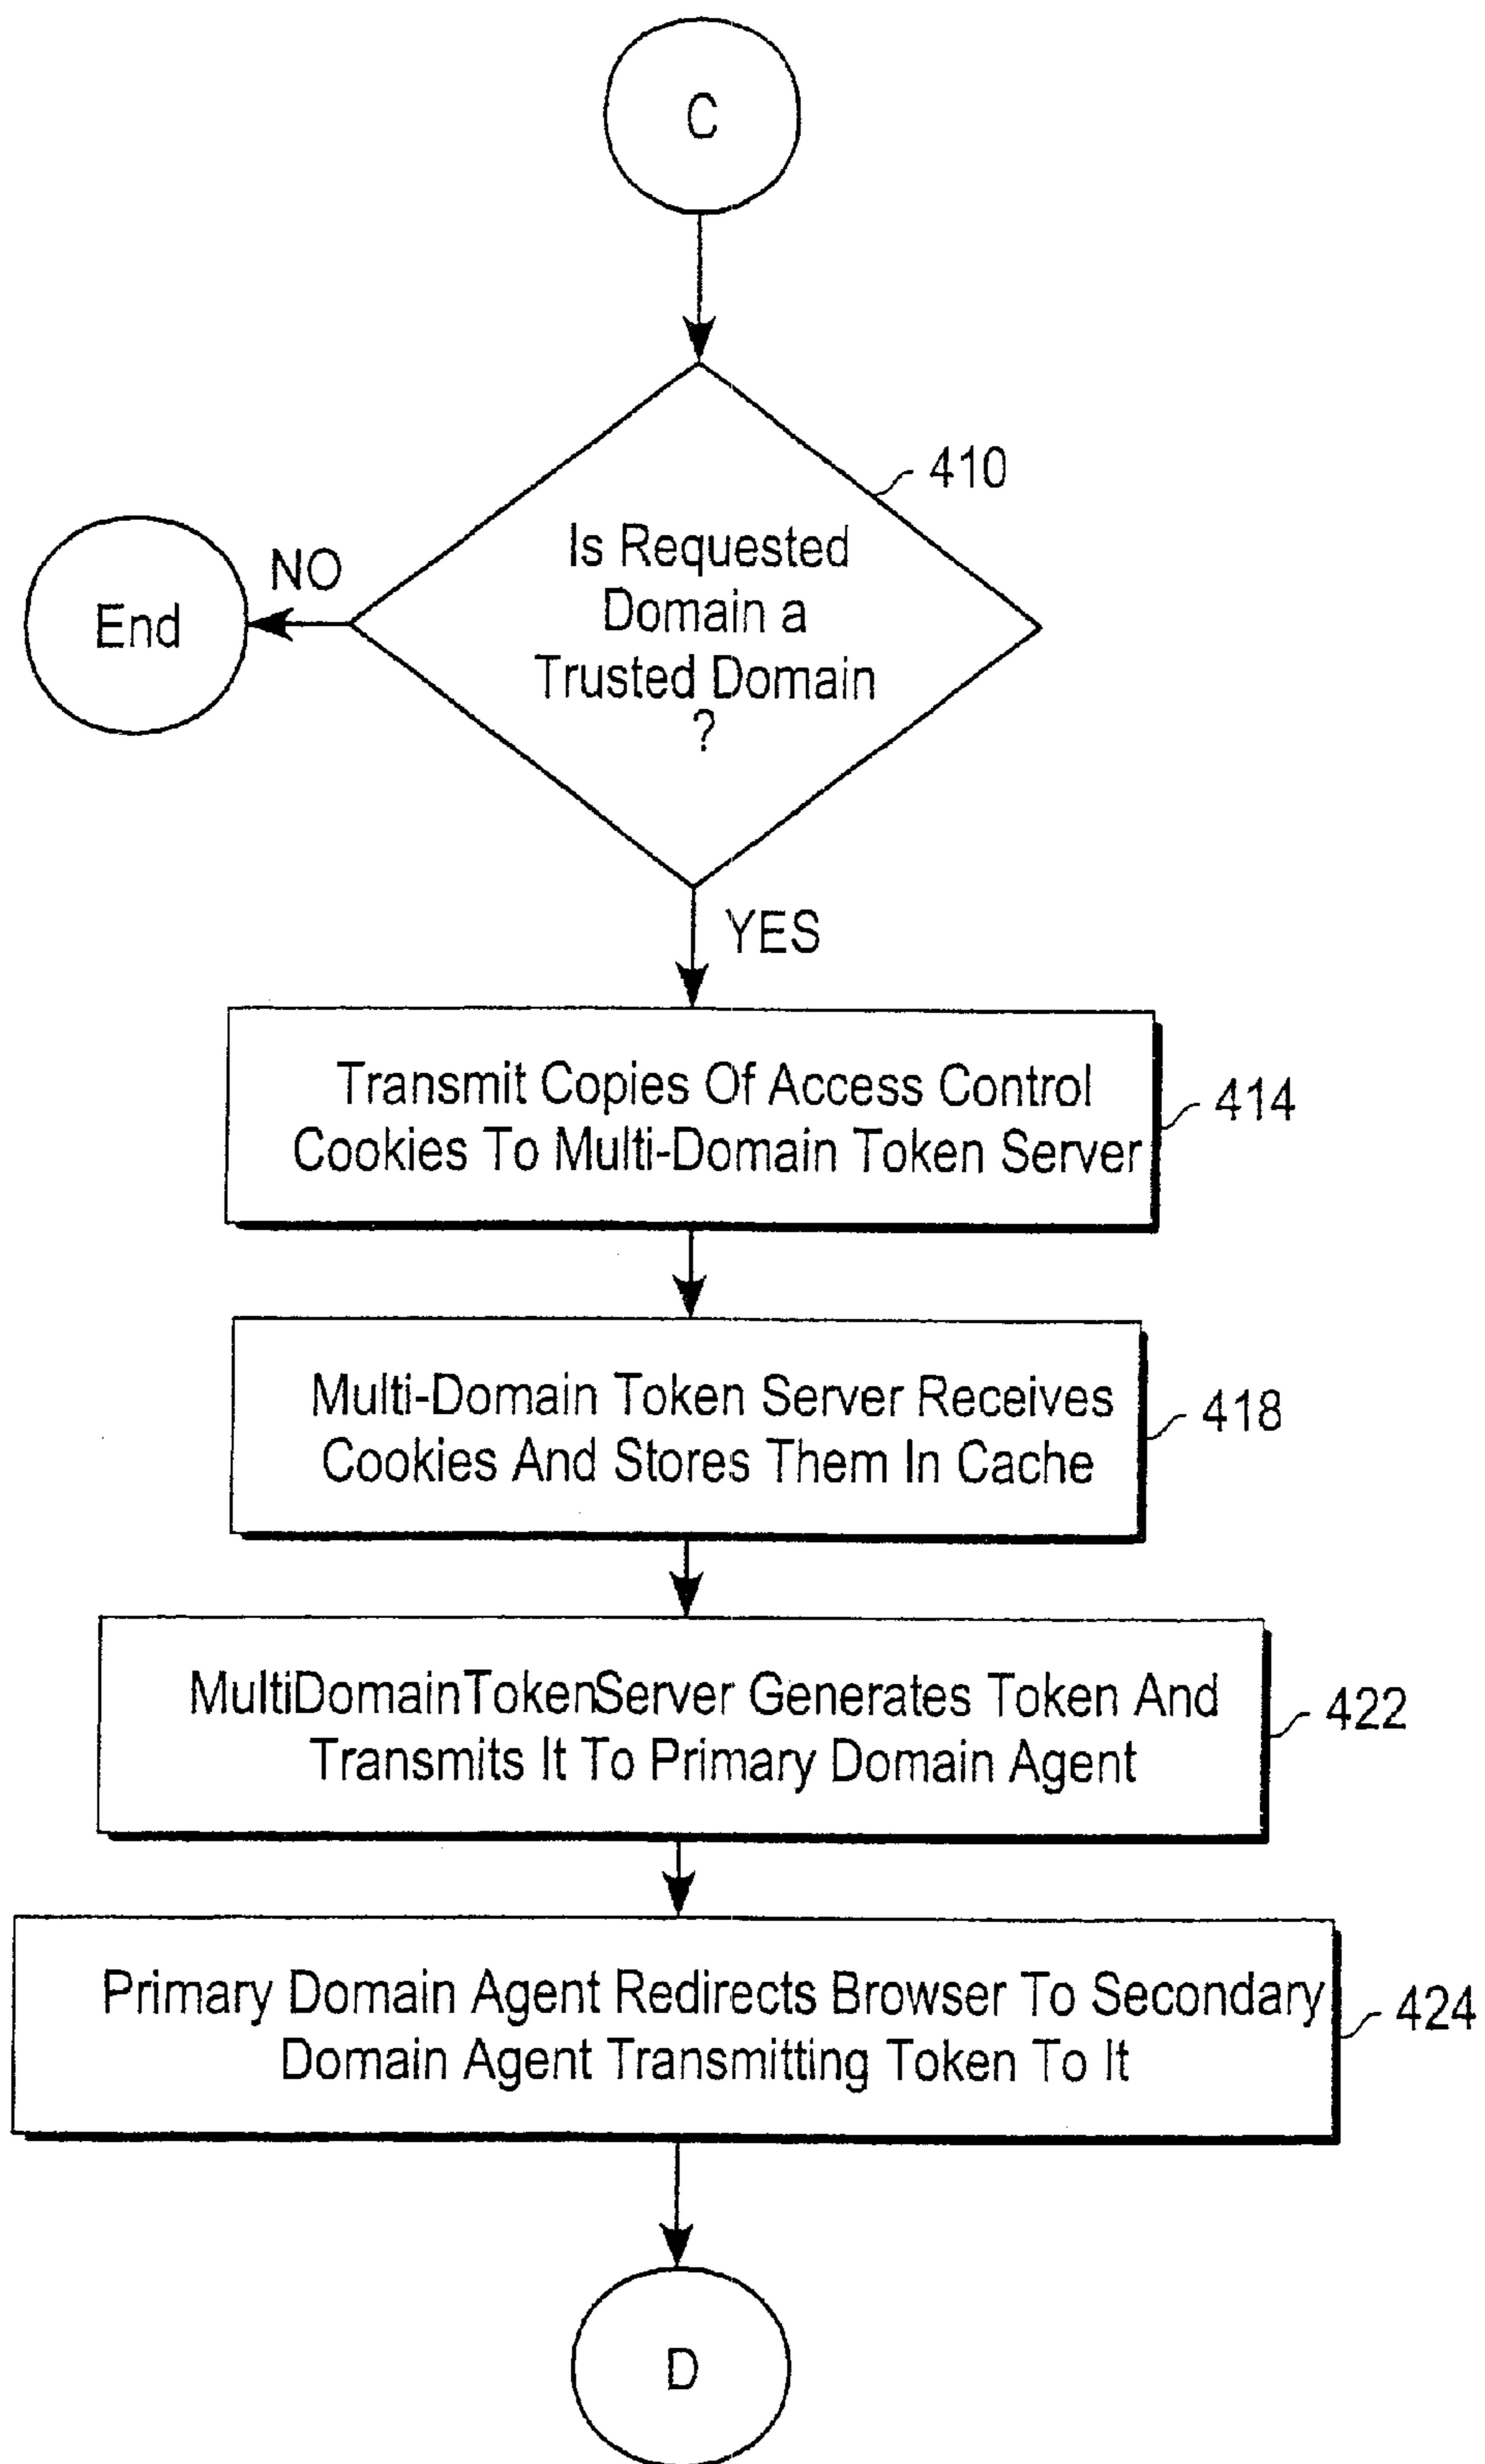 C
410
Is Requested
Domain a
Trusted Domain
?
NO
End
YES
Transmit Copies Of Access Control
Cookies To Multi-Domain Token Server
414
Multi-Domain Token Server Receives
Cookies And Stores Them In Cache
418
MultiDomainTokenServer Generates Token And
Transmits It To Primary Domain Agent
422
Primary Domain Agent Redirects Browser To Secondary
Domain Agent Transmitting Token To It
424
D